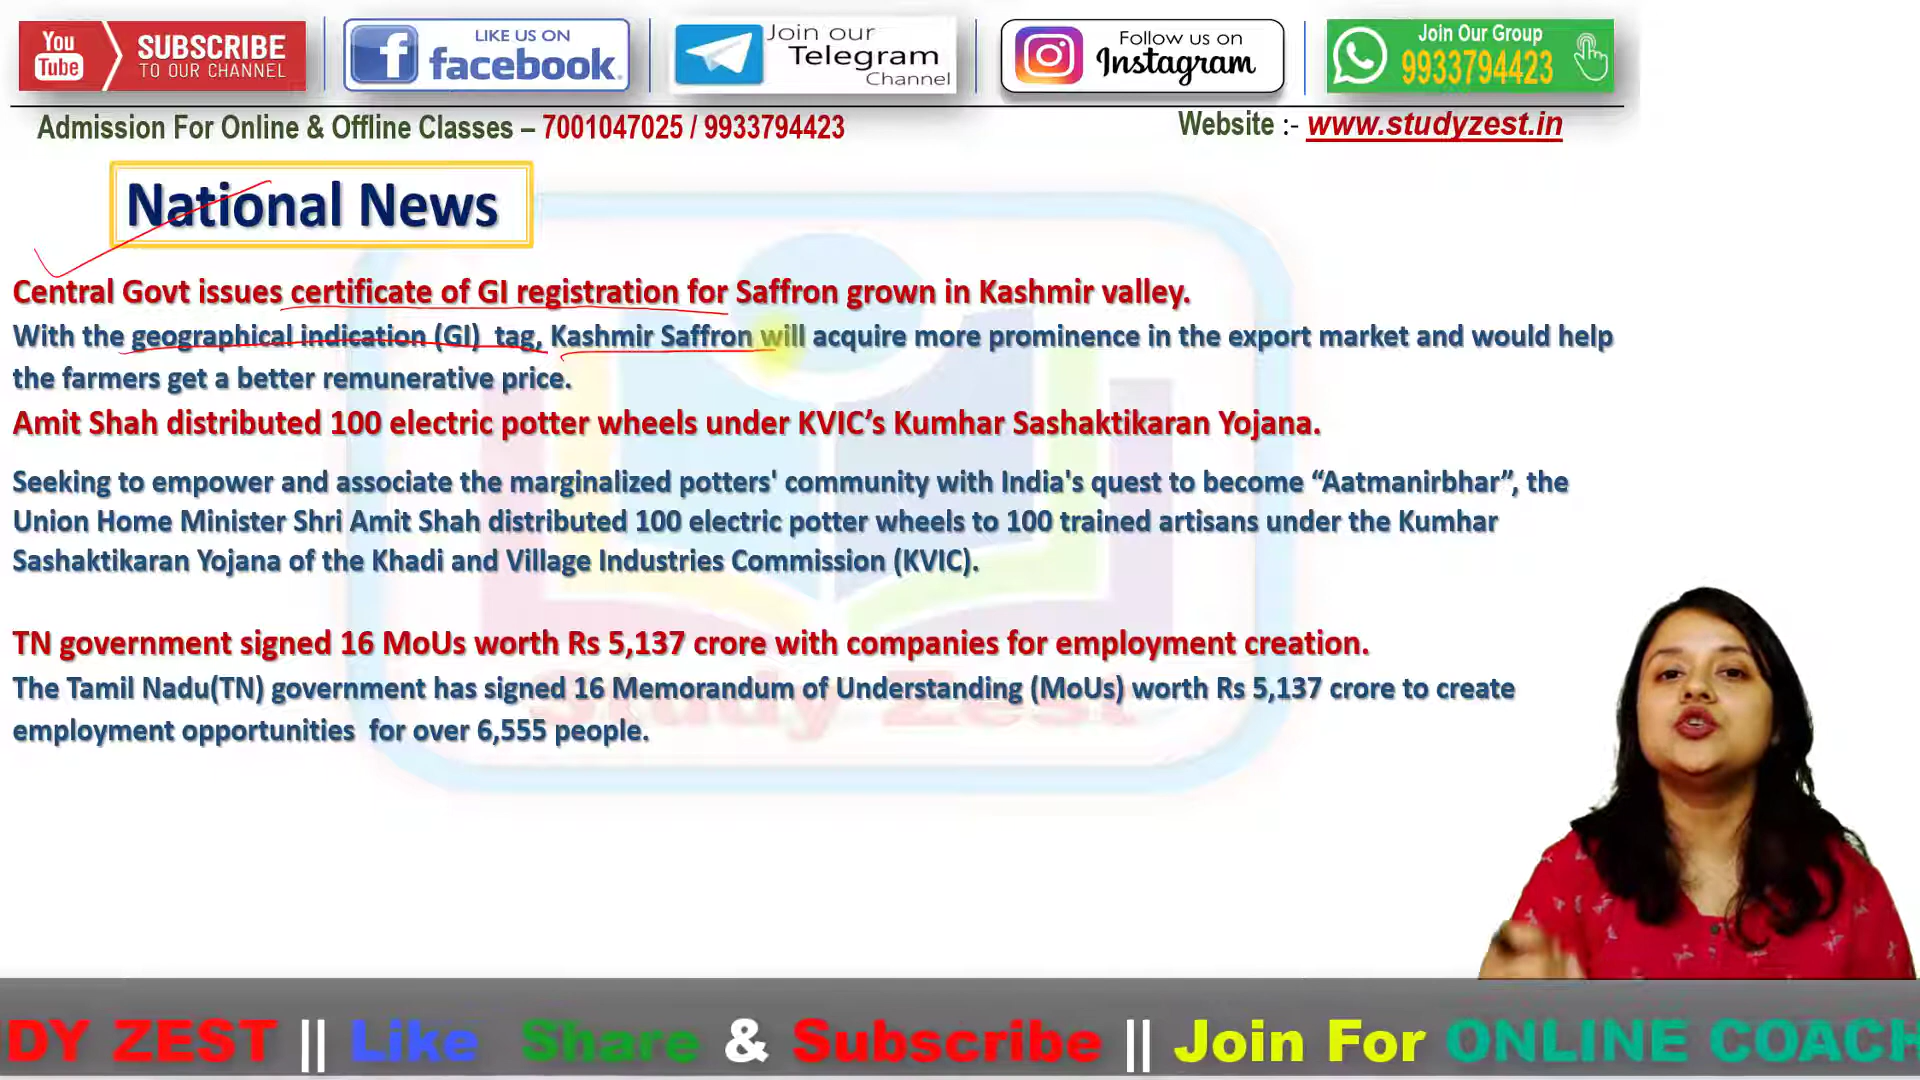 You Tube SUBSCRIBE TO OUR CHANNEL
LIKE US ON facebook
Join our Telegram Channel
Follow us on Instagram
Join Our Group 9933794423
Admission For Online & Offline Classes – 7001047025 / 9933794423
Website :- www.studyzest.in
National News
Central Govt issues certificate of GI registration for Saffron grown in Kashmir valley.
With the geographical indication (GI) tag, Kashmir Saffron will acquire more prominence in the export market and would help
the farmers get a better remunerative price.
Amit Shah distributed 100 electric potter wheels under KVIC’s Kumhar Sashaktikaran Yojana.
Seeking to empower and associate the marginalized potters' community with India's quest to become “Aatmanirbhar”, the
Union Home Minister Shri Amit Shah distributed 100 electric potter wheels to 100 trained artisans under the Kumhar
Sashaktikaran Yojana of the Khadi and Village Industries Commission (KVIC).
TN government signed 16 MoUs worth Rs 5,137 crore with companies for employment creation.
The Tamil Nadu(TN) government has signed 16 Memorandum of Understanding (MoUs) worth Rs 5,137 crore to create
employment opportunities for over 6,555 people.
Study Zest
DY ZEST || Like Share & Subscribe || Join For ONLINE COACH